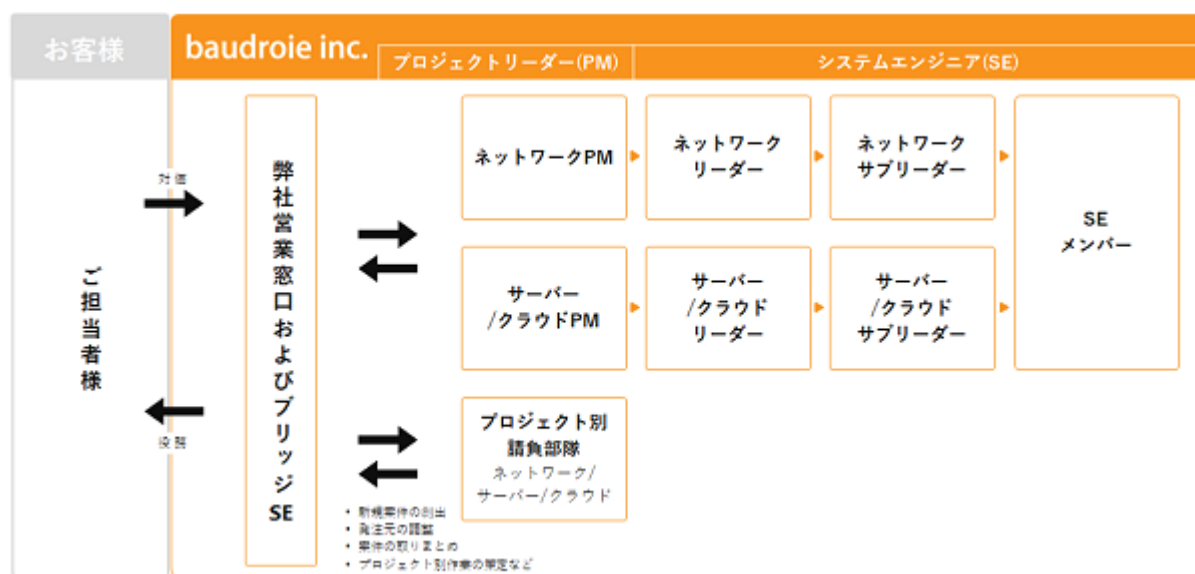 お客様
baudroie inc.
プロジェクトリーダー(PM)
システムエンジニア(SE)
対価
役務
ご担当者様
弊社営業窓口およびブリッジSE
ネットワークPM
ネットワーク
リーダー
ネットワーク
サブリーダー
SE
メンバー
サーバー
/クラウドPM
サーバー
/クラウド
リーダー
サーバー
/クラウド
サブリーダー
プロジェクト別
請負部隊
ネットワーク/
サーバー/クラウド
• 新規案件の創出
• 発注元の調整
• 案件の取りまとめ
• プロジェクト別作業の策定など